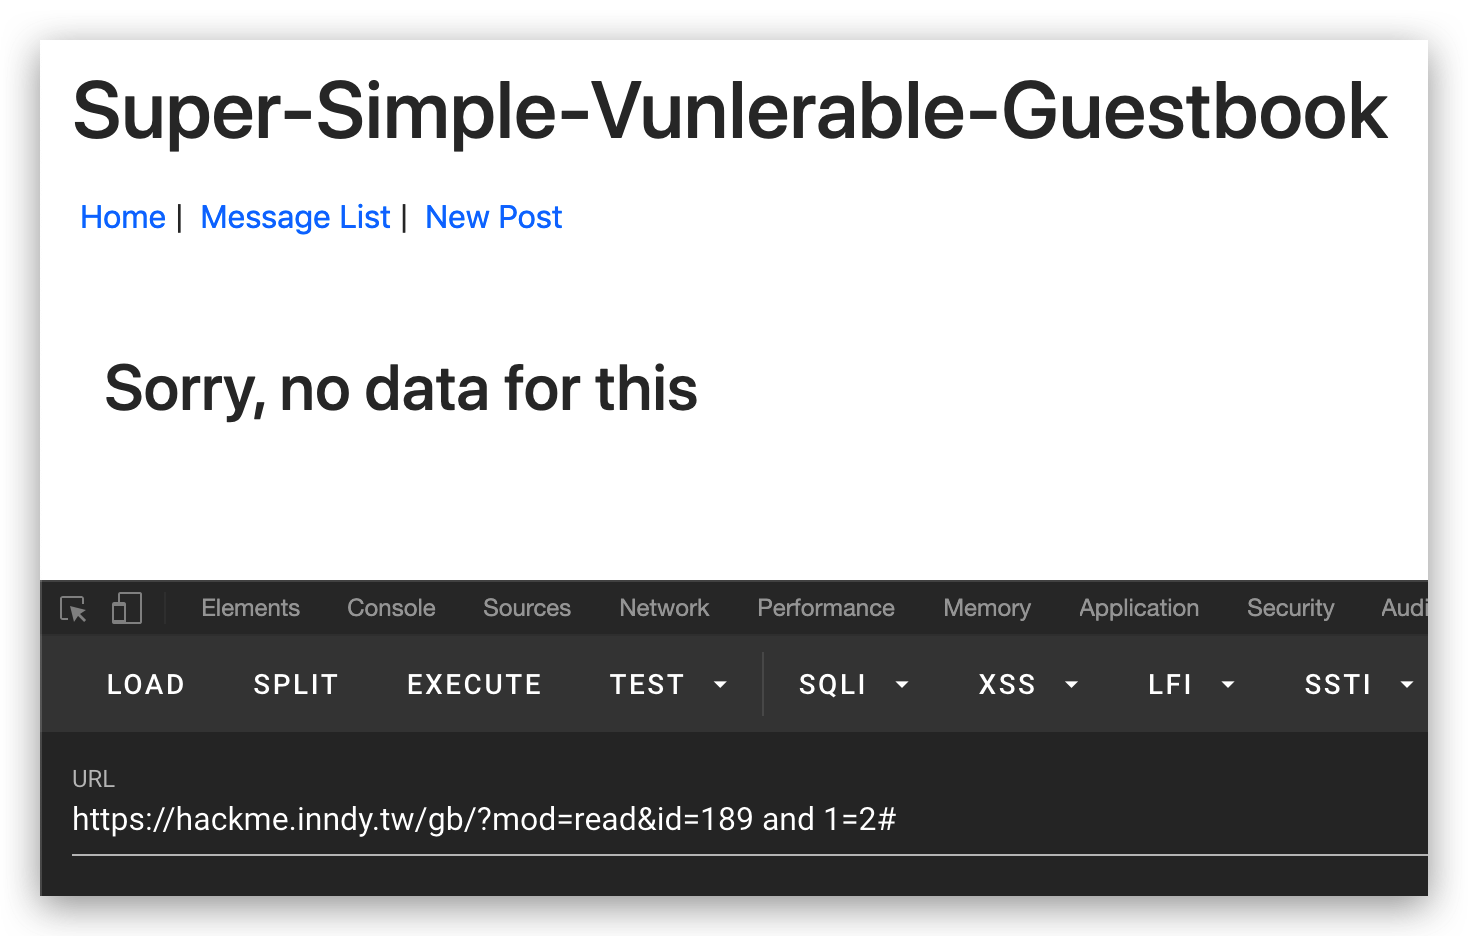 Super-Simple-Vunlerable-Guestbook
Home | Message List | New Post
Sorry, no data for this
Elements Console Sources Network Performance Memory Application Security Audi
LOAD SPLIT EXECUTE TEST SQLI XSS LFI SSTI
URL
https://hackme.inndy.tw/gb/?mod=read&id=189 and 1=2#